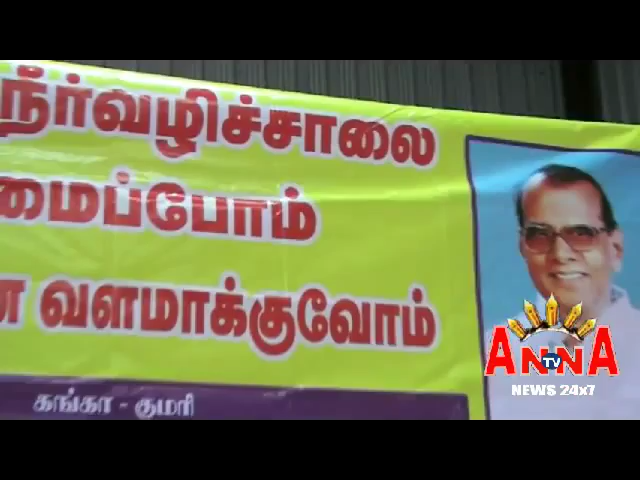 நீர்வழிச்சாலை
மைப்போம்
வளமாக்குவோம்
கங்கா - குமரி
ANNA
TV
NEWS 24x7